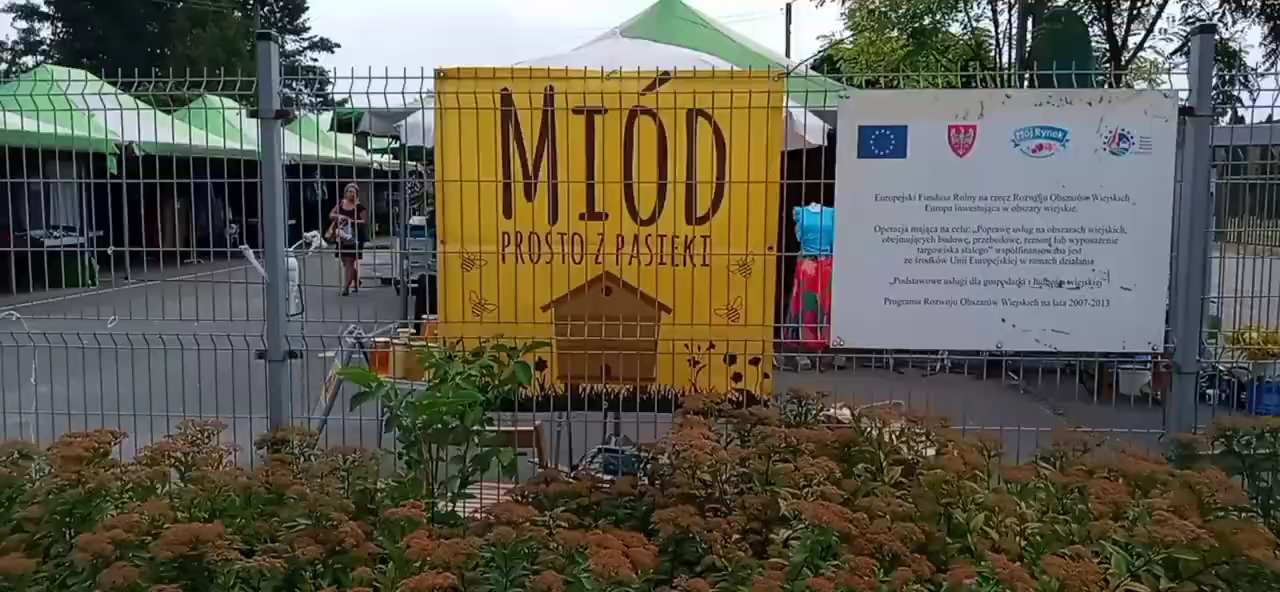 MIÓD
PROSTO Z PASIEKI
Mój Rynek
Europejski Fundusz Rolny na rzecz Rozwoju Obszarów Wiejskich
Europa inwestująca w obszary wiejskie.
Operacja mająca na celu: „Poprawę usług na obszarach wiejskich,
obejmujących budowę, przebudowę, remont lub wyposażenie
targowiska stałego" współfinansowana jest
ze środków Unii Europejskiej w ramach działania
„Podstawowe usługi dla gospodarki i ludności wiejskiej"
Programu Rozwoju Obszarów Wiejskich na lata 2007-2013